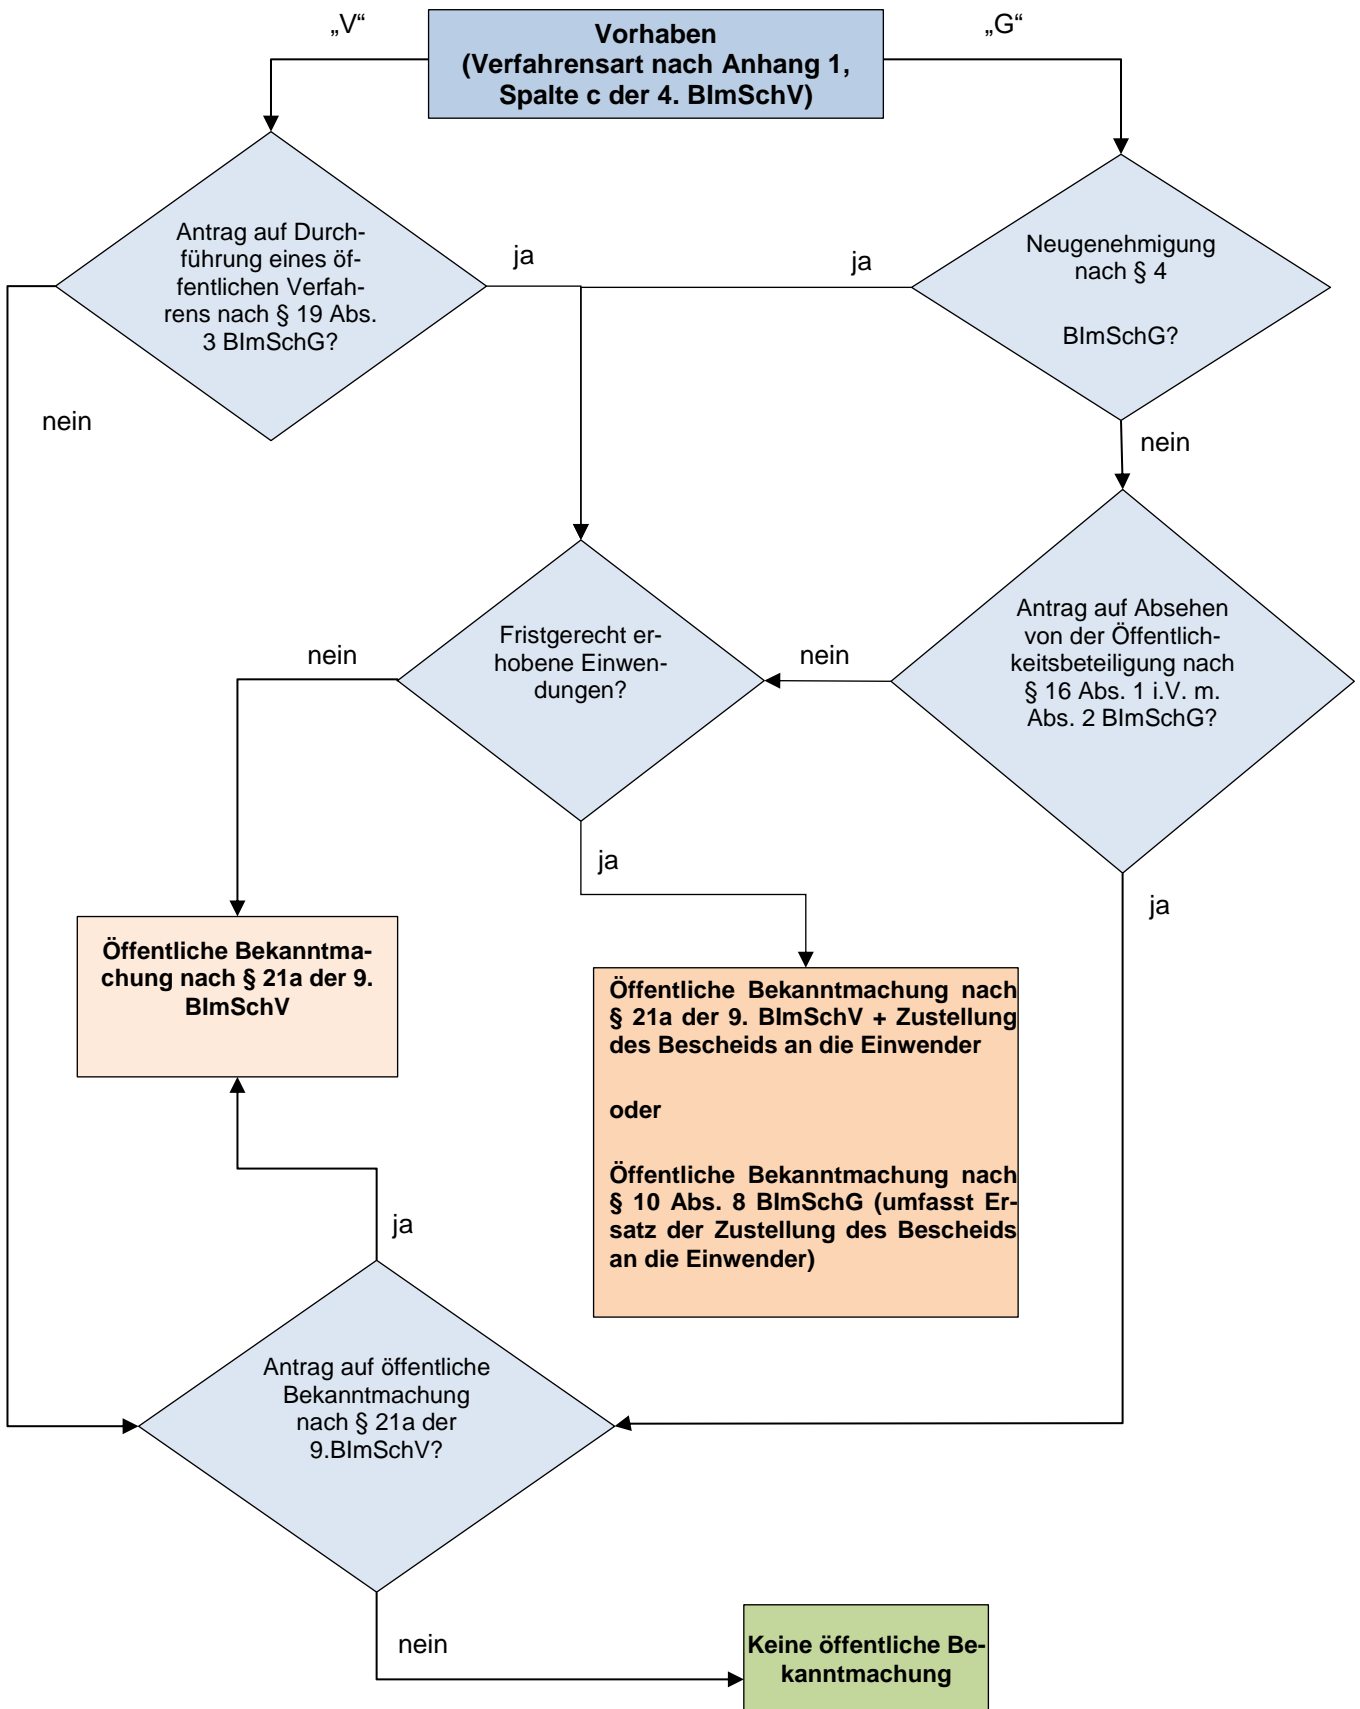 „V“
Vorhaben
(Verfahrensart nach Anhang 1,
Spalte c der 4. BImSchV)
„G“
Antrag auf Durch-
führung eines öf-
fentlichen Verfah-
rens nach § 19 Abs.
3 BImSchG?
ja
ja
Neugenehmigung
nach § 4
BImSchG?
nein
nein
Fristgerecht er-
hobene Einwen-
dungen?
nein
nein
Antrag auf Absehen
von der Öffentlich-
keitsbeteiligung nach
§ 16 Abs. 1 i.V. m.
Abs. 2 BImSchG?
ja
ja
Öffentliche Bekanntma-
chung nach § 21a der 9.
BImSchV
Öffentliche Bekanntmachung nach
§ 21a der 9. BImSchV + Zustellung
des Bescheids an die Einwender
oder
Öffentliche Bekanntmachung nach
§ 10 Abs. 8 BImSchG (umfasst Er-
satz der Zustellung des Bescheids
an die Einwender)
ja
Antrag auf öffentliche
Bekanntmachung
nach § 21a der
9.BImSchV?
nein
Keine öffentliche Be-
kanntmachung